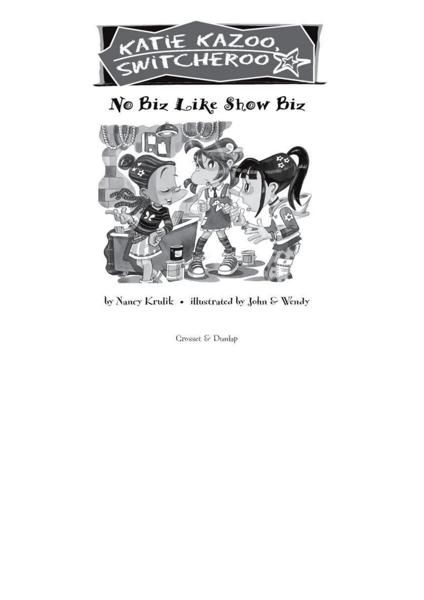 KATIE KAZOO,
SWITCHEROO
No Biz Like Show Biz
by Nancy Krulik • illustrated by John & Wendy
Grosset & Dunlap